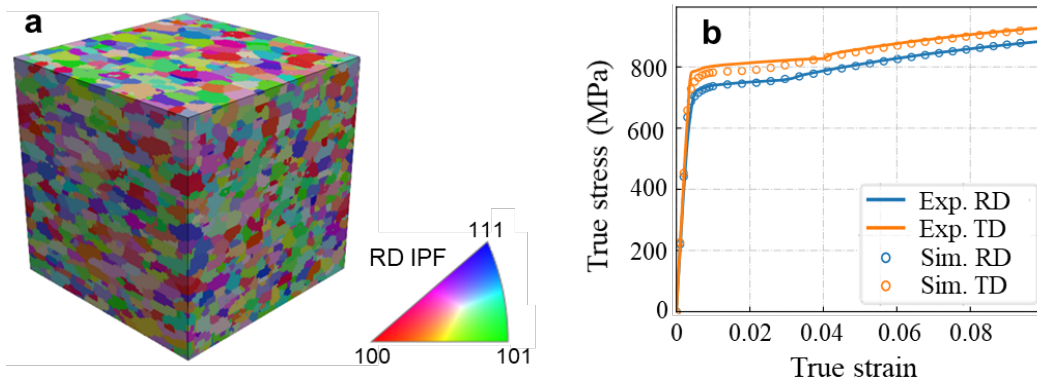 a
RD IPF
111
100
101
b
True stress (MPa)
800
600
400
200
0
0
0.02
0.04
0.06
0.08
True strain
Exp. RD
Exp. TD
Sim. RD
Sim. TD